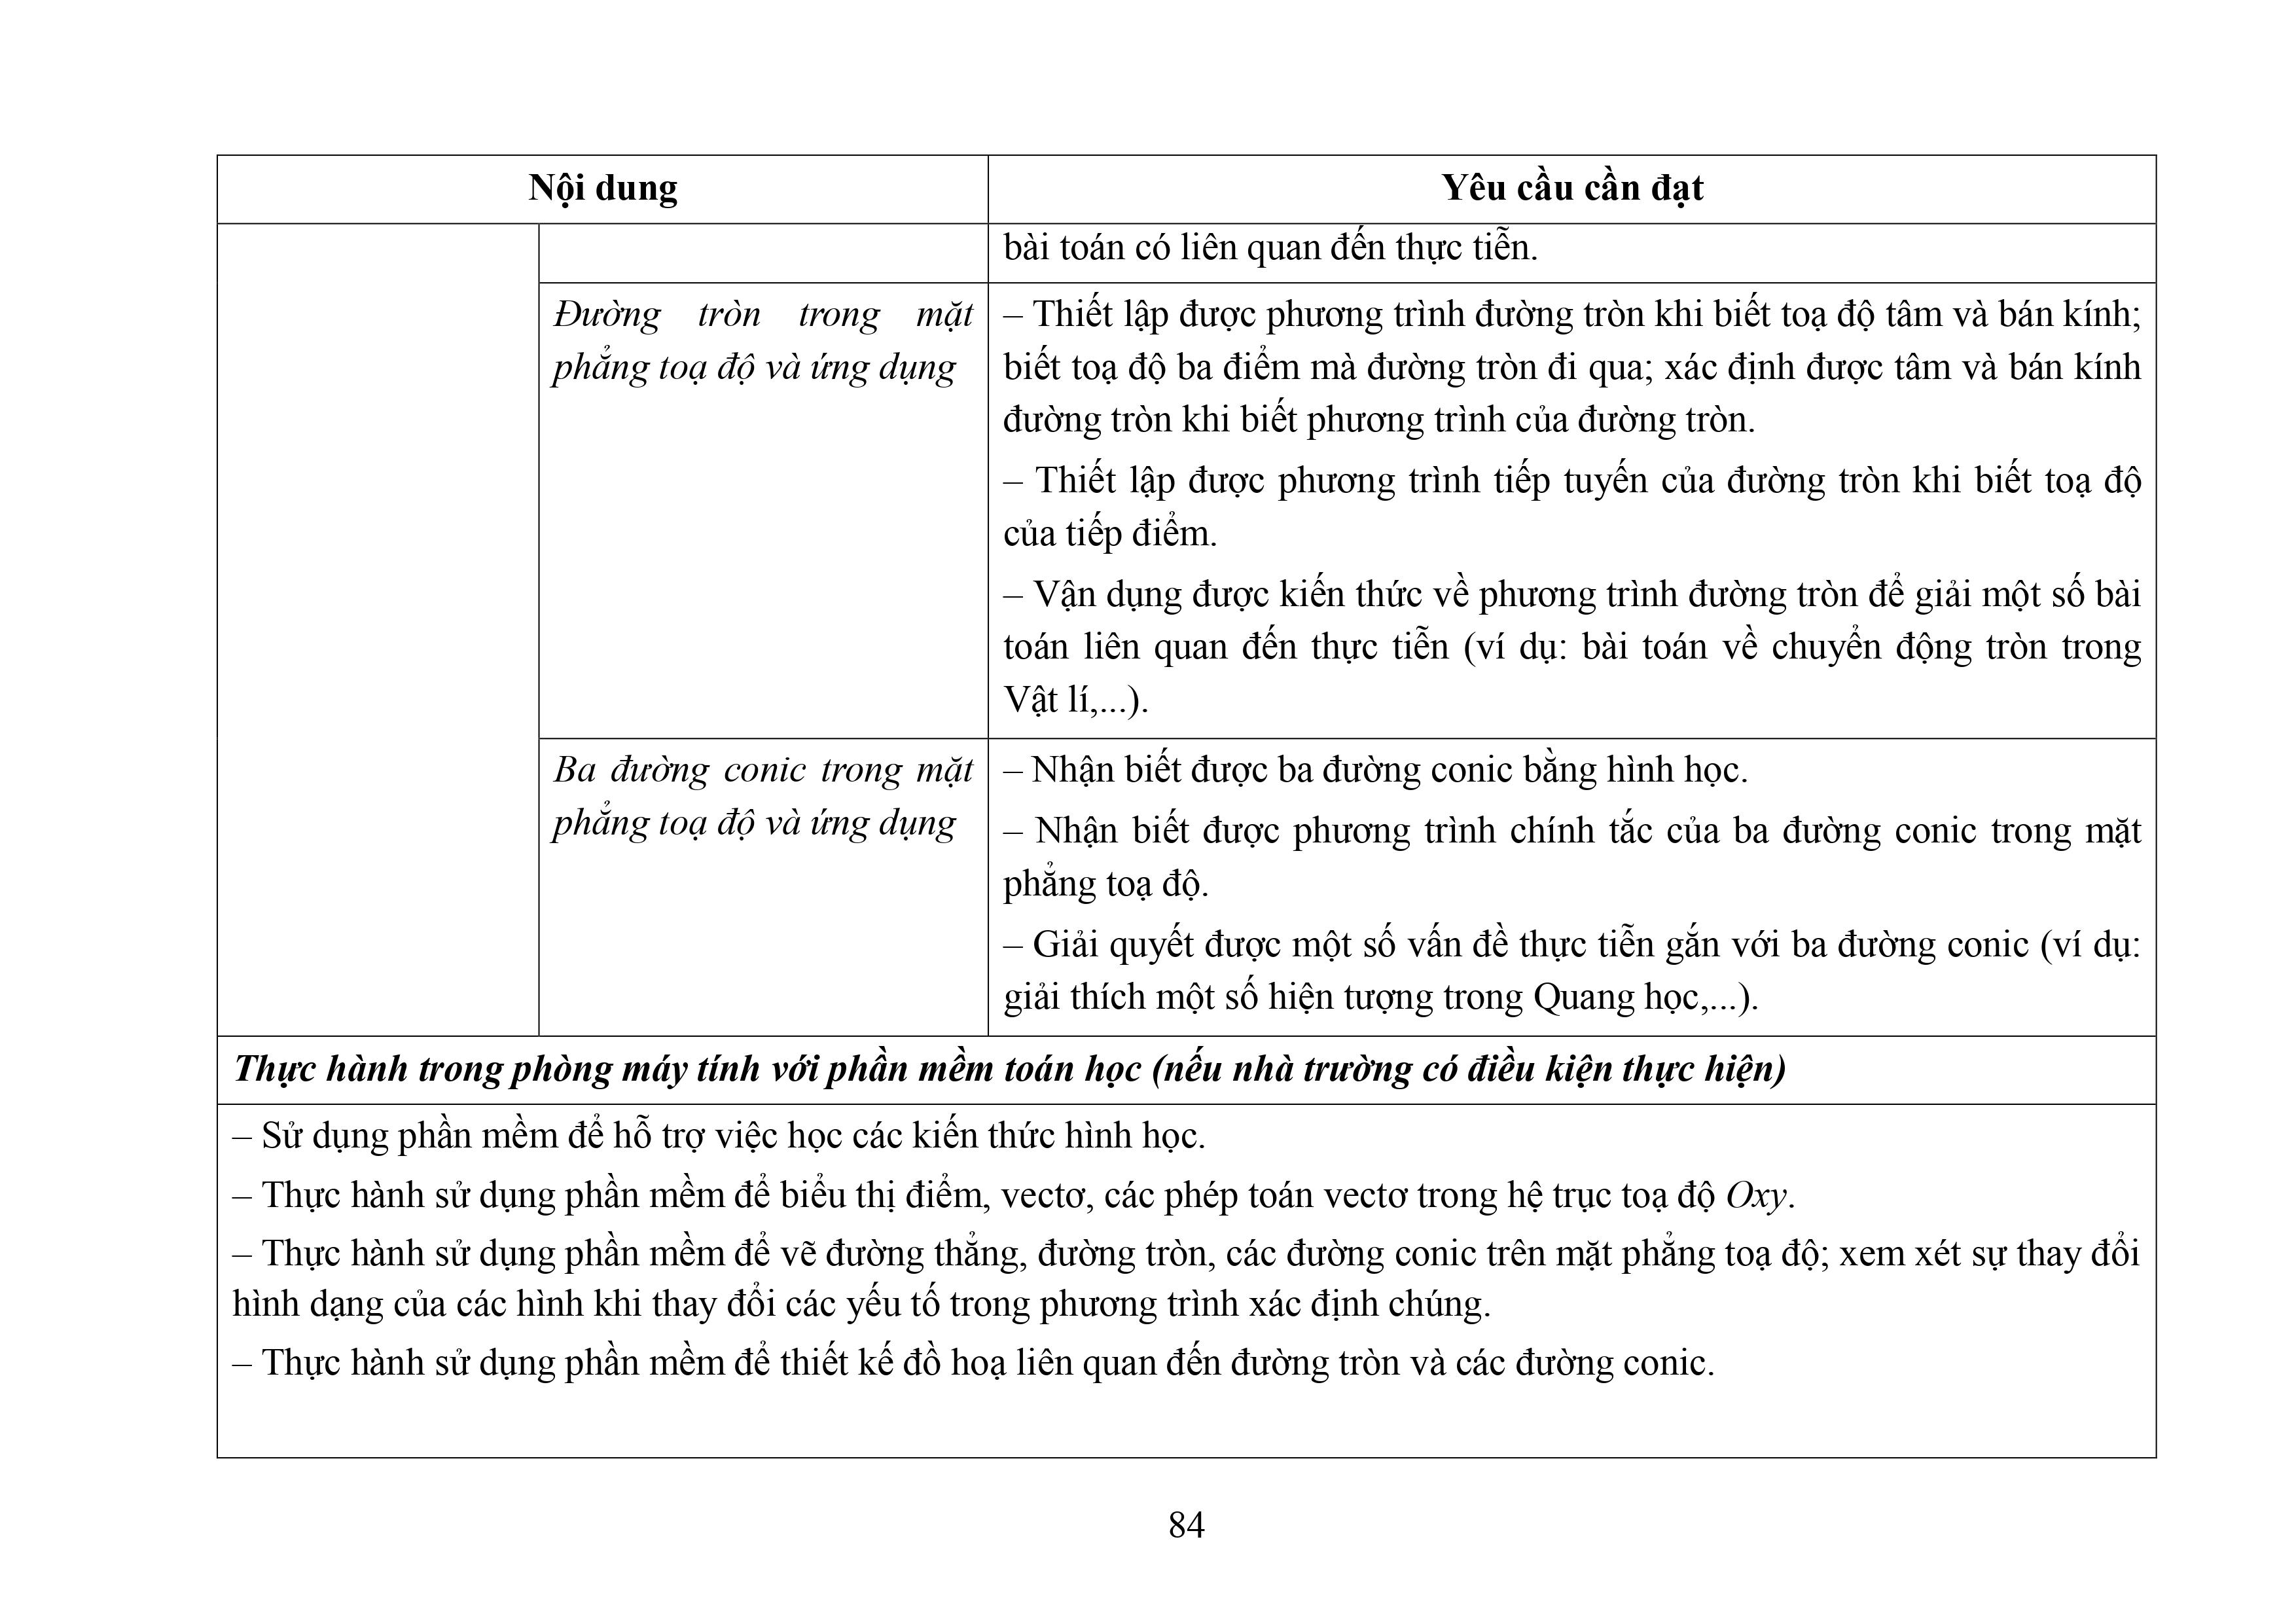 Nội dung
Yêu cầu cần đạt
bài toán có liên quan đến thực tiễn.
Đường tròn trong mặt
phẳng toạ độ và ứng dụng
– Thiết lập được phương trình đường tròn khi biết toạ độ tâm và bán kính;
biết toạ độ ba điểm mà đường tròn đi qua; xác định được tâm và bán kính
đường tròn khi biết phương trình của đường tròn.
– Thiết lập được phương trình tiếp tuyến của đường tròn khi biết toạ độ
của tiếp điểm.
– Vận dụng được kiến thức về phương trình đường tròn để giải một số bài
toán liên quan đến thực tiễn (ví dụ: bài toán về chuyển động tròn trong
Vật lí,...).
Ba đường conic trong mặt
phẳng toạ độ và ứng dụng
– Nhận biết được ba đường conic bằng hình học.
– Nhận biết được phương trình chính tắc của ba đường conic trong mặt
phẳng toạ độ.
– Giải quyết được một số vấn đề thực tiễn gắn với ba đường conic (ví dụ:
giải thích một số hiện tượng trong Quang học,...).
Thực hành trong phòng máy tính với phần mềm toán học (nếu nhà trường có điều kiện thực hiện)
– Sử dụng phần mềm để hỗ trợ việc học các kiến thức hình học.
– Thực hành sử dụng phần mềm để biểu thị điểm, vectơ, các phép toán vectơ trong hệ trục toạ độ Oxy.
– Thực hành sử dụng phần mềm để vẽ đường thẳng, đường tròn, các đường conic trên mặt phẳng toạ độ; xem xét sự thay đổi
hình dạng của các hình khi thay đổi các yếu tố trong phương trình xác định chúng.
– Thực hành sử dụng phần mềm để thiết kế đồ hoạ liên quan đến đường tròn và các đường conic.
84